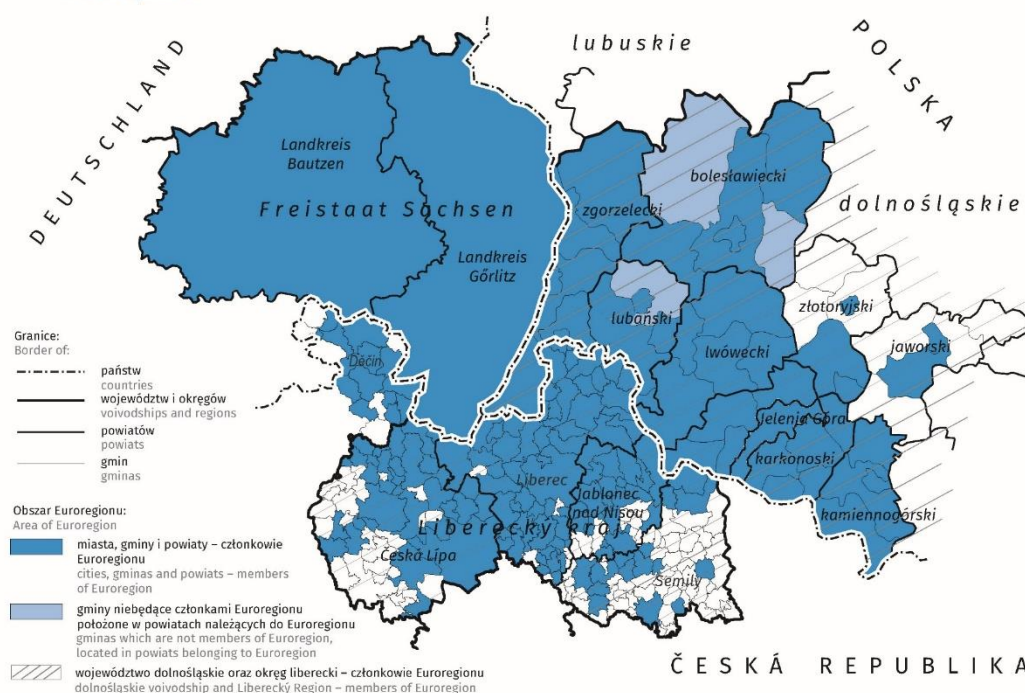 DEUTSCHLAND
lubuskie
POLSKA
Landkreis
Bautzen
bolesławiecki
Freistaat Sachsen
zgorzelecki
dolnośląskie
Landkreis
Gőrlitz
złotoryjski
lubański
jaworski
lwówecki
Děčin
Granice:
Border of:
państw
countries
województw i okręgów
voivodships and regions
powiatów
powiats
gmin
gminas
Jelenia Góra
karkonoski
Liberec
Jablonec
nad Nisou
kamiennogórski
Liberecky kraj
Česká Lípa
Semily
Obszar Euroregionu:
Area of Euroregion:
miasta, gminy i powiaty – członkowie
Euroregionu
cities, gminas and powiats – members
of Euroregion
gminy niebędące członkami Euroregionu
położone w powiatach należących do Euroregionu
gminas which are not members of Euroregion,
located in powiats belonging to Euroregion
województwo dolnośląskie oraz okręg liberecki – członkowie Euroregionu
dolnośląskie voivodship and Liberecký Region – members of Euroregion
ČESKÁ REPUBLIKA